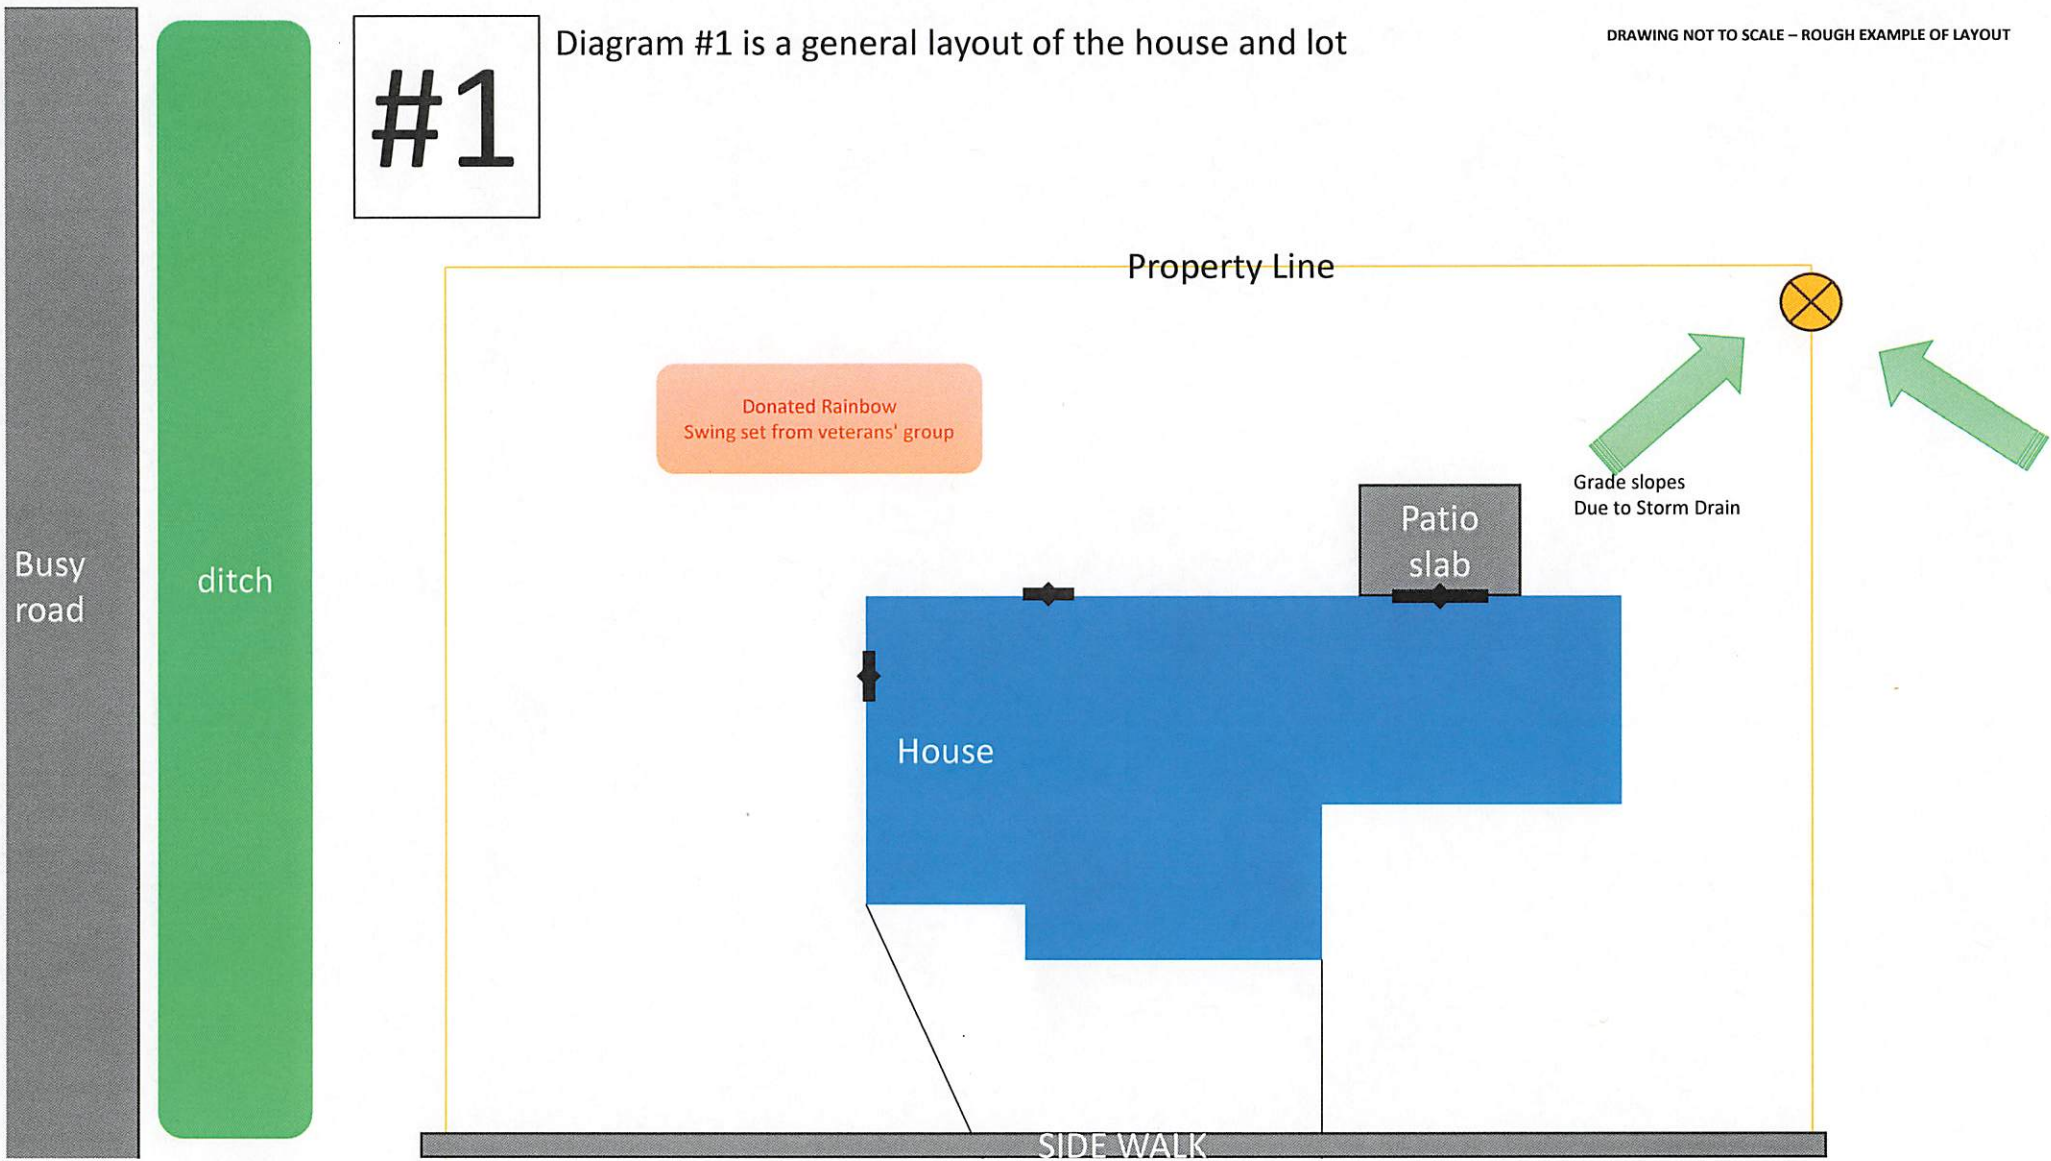 #1
Diagram #1 is a general layout of the house and lot
DRAWING NOT TO SCALE – ROUGH EXAMPLE OF LAYOUT
Property Line
Donated Rainbow
Swing set from veterans' group
Grade slopes
Due to Storm Drain
Patio
slab
Busy
road
ditch
House
SIDE WALK